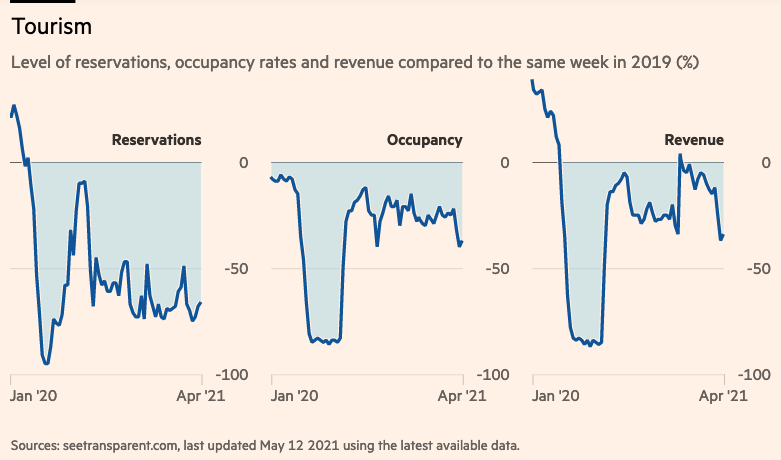 Tourism
Level of reservations, occupancy rates and revenue compared to the same week in 2019 (%)
Reservations
0
-50
-100
Jan '20
Apr '21
Occupancy
0
-50
-100
Jan '20
Apr '21
Revenue
0
-50
-100
Jan '20
Apr '21
Sources: seetransparent.com, last updated May 12 2021 using the latest available data.